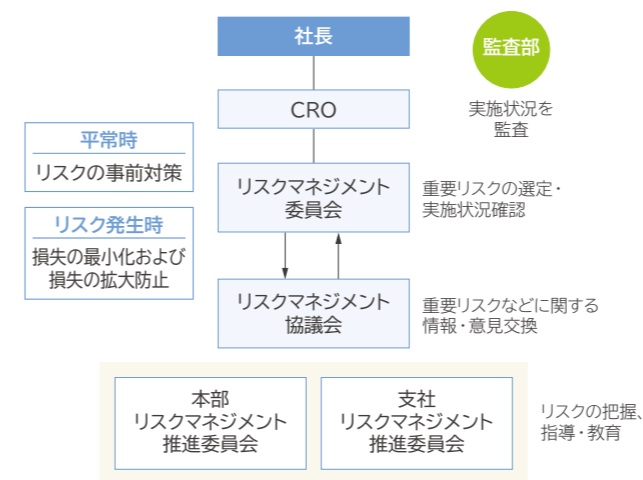 社長
監査部
実施状況を
監査
CRO
平常時
リスクの事前対策
リスク発生時
損失の最小化および
損失の拡大防止
リスクマネジメント
委員会
重要リスクの選定・
実施状況確認
リスクマネジメント
協議会
重要リスクなどに関する
情報・意見交換
本部
リスクマネジメント
推進委員会
支社
リスクマネジメント
推進委員会
リスクの把握、
指導・教育